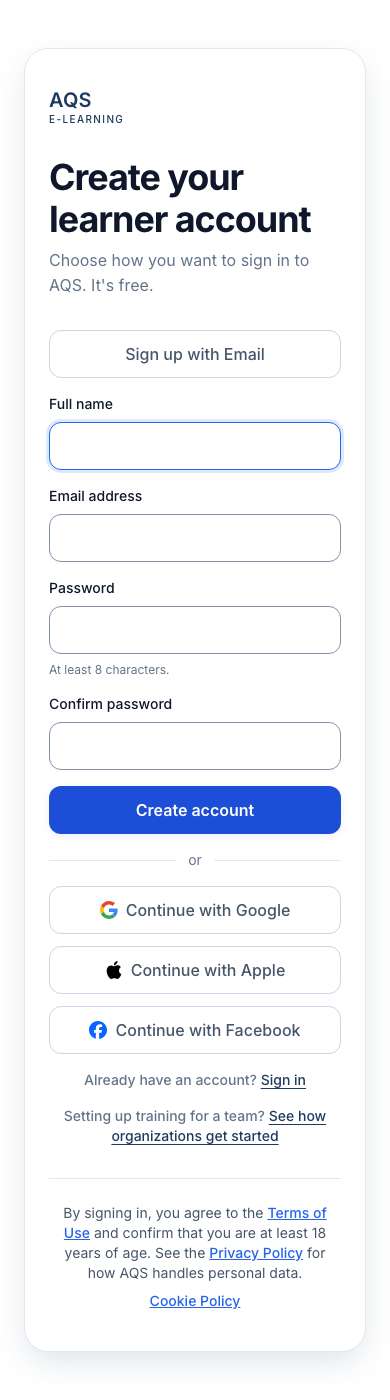 AQS
E-LEARNING
Create your
learner account
Choose how you want to sign in to
AQS. It's free.
Sign up with Email
Full name
Email address
Password
At least 8 characters.
Confirm password
Create account
or
Continue with Google
Continue with Apple
Continue with Facebook
Already have an account? Sign in
Setting up training for a team? See how
organizations get started
By signing in, you agree to the Terms of
Use and confirm that you are at least 18
years of age. See the Privacy Policy for
how AQS handles personal data.
Cookie Policy